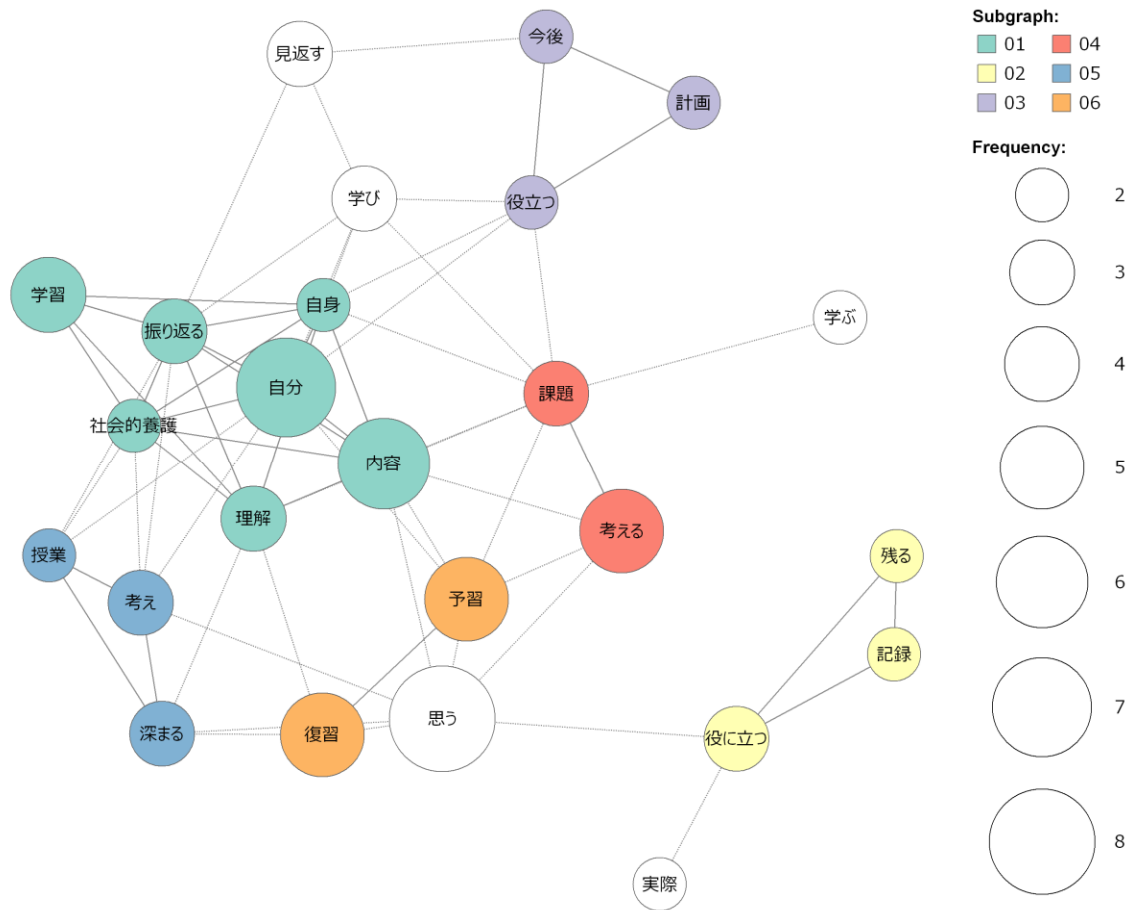 今後
見返す
計画
学び
役立つ
学習
自身
学ぶ
振り返る
自分
課題
社会的養護
内容
理解
考える
授業
残る
予習
考え
記録
思う
深まる
復習
役に立つ
実際
Subgraph:
01 04
02 05
03 06
Frequency:
2
3
4
5
6
7
8